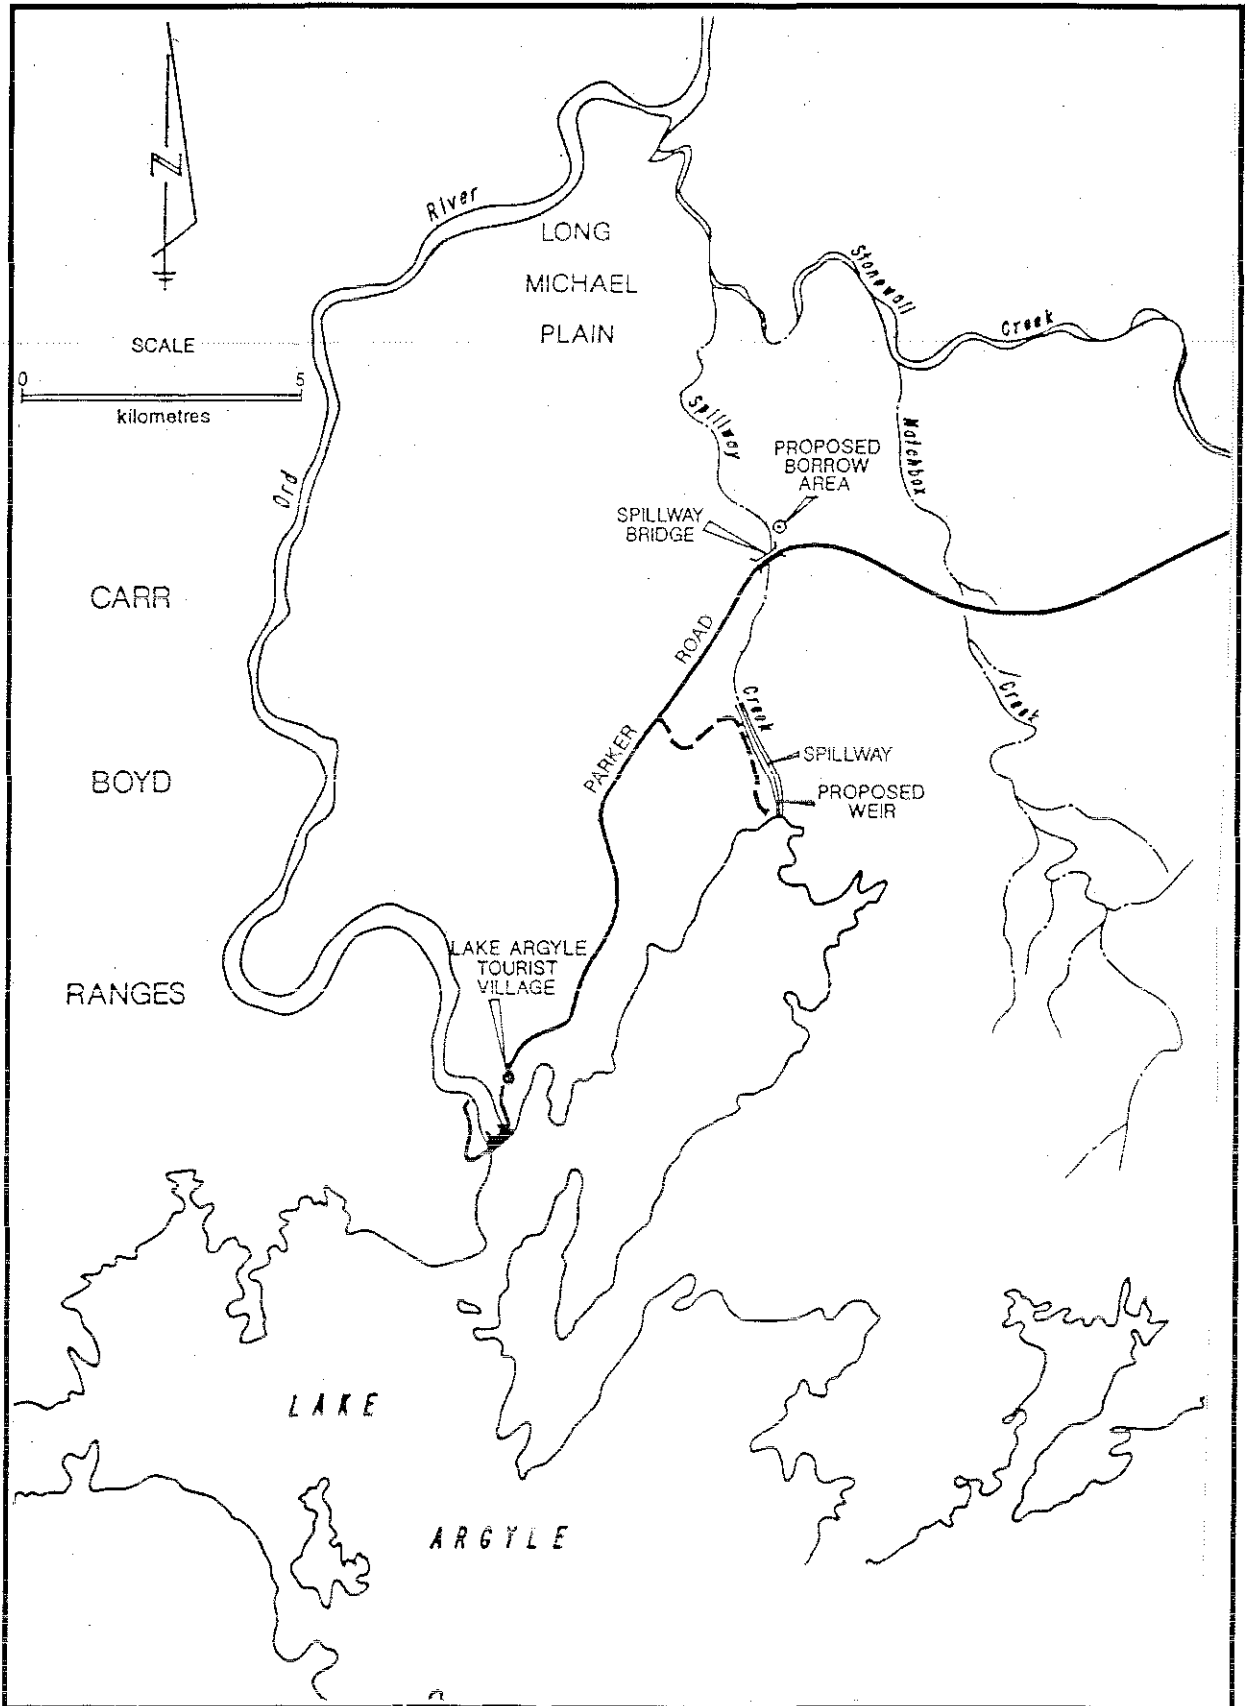 N
River
LONG
MICHAEL
PLAIN
Stonewall
Creek
SCALE
0 5
kilometres
Spillway
Matchbox
PROPOSED
BORROW
AREA
Ord
SPILLWAY
BRIDGE
CARR
ROAD
Creek
Creek
PARKER
SPILLWAY
BOYD
PROPOSED
WEIR
LAKE ARGYLE
TOURIST
VILLAGE
RANGES
LAKE
ARGYLE